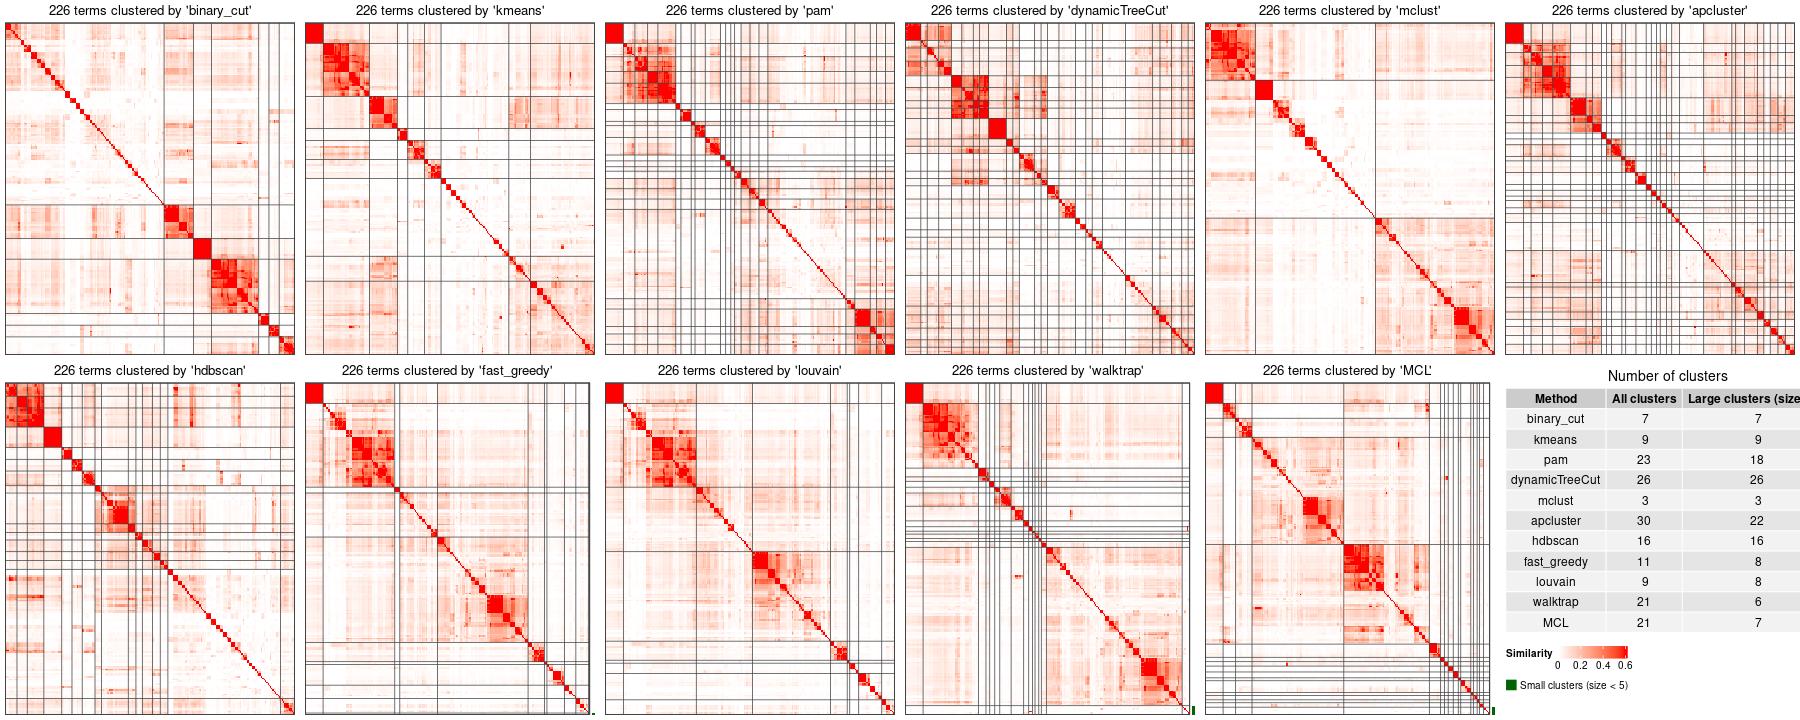 226 terms clustered by 'binary_cut'
226 terms clustered by 'kmeans'
226 terms clustered by 'pam'
226 terms clustered by 'dynamicTreeCut'
226 terms clustered by 'mclust'
226 terms clustered by 'apcluster'
226 terms clustered by 'hdbscan'
226 terms clustered by 'fast_greedy'
226 terms clustered by 'louvain'
226 terms clustered by 'walktrap'
226 terms clustered by 'MCL'
Number of clusters
Method All clusters Large clusters (size
binary_cut 7 7
kmeans 9 9
pam 23 18
dynamicTreeCut 26 26
mclust 3 3
apcluster 30 22
hdbscan 16 16
fast_greedy 11 8
louvain 9 8
walktrap 21 6
MCL 21 7
Similarity
0 0.2 0.4 0.6
Small clusters (size < 5)